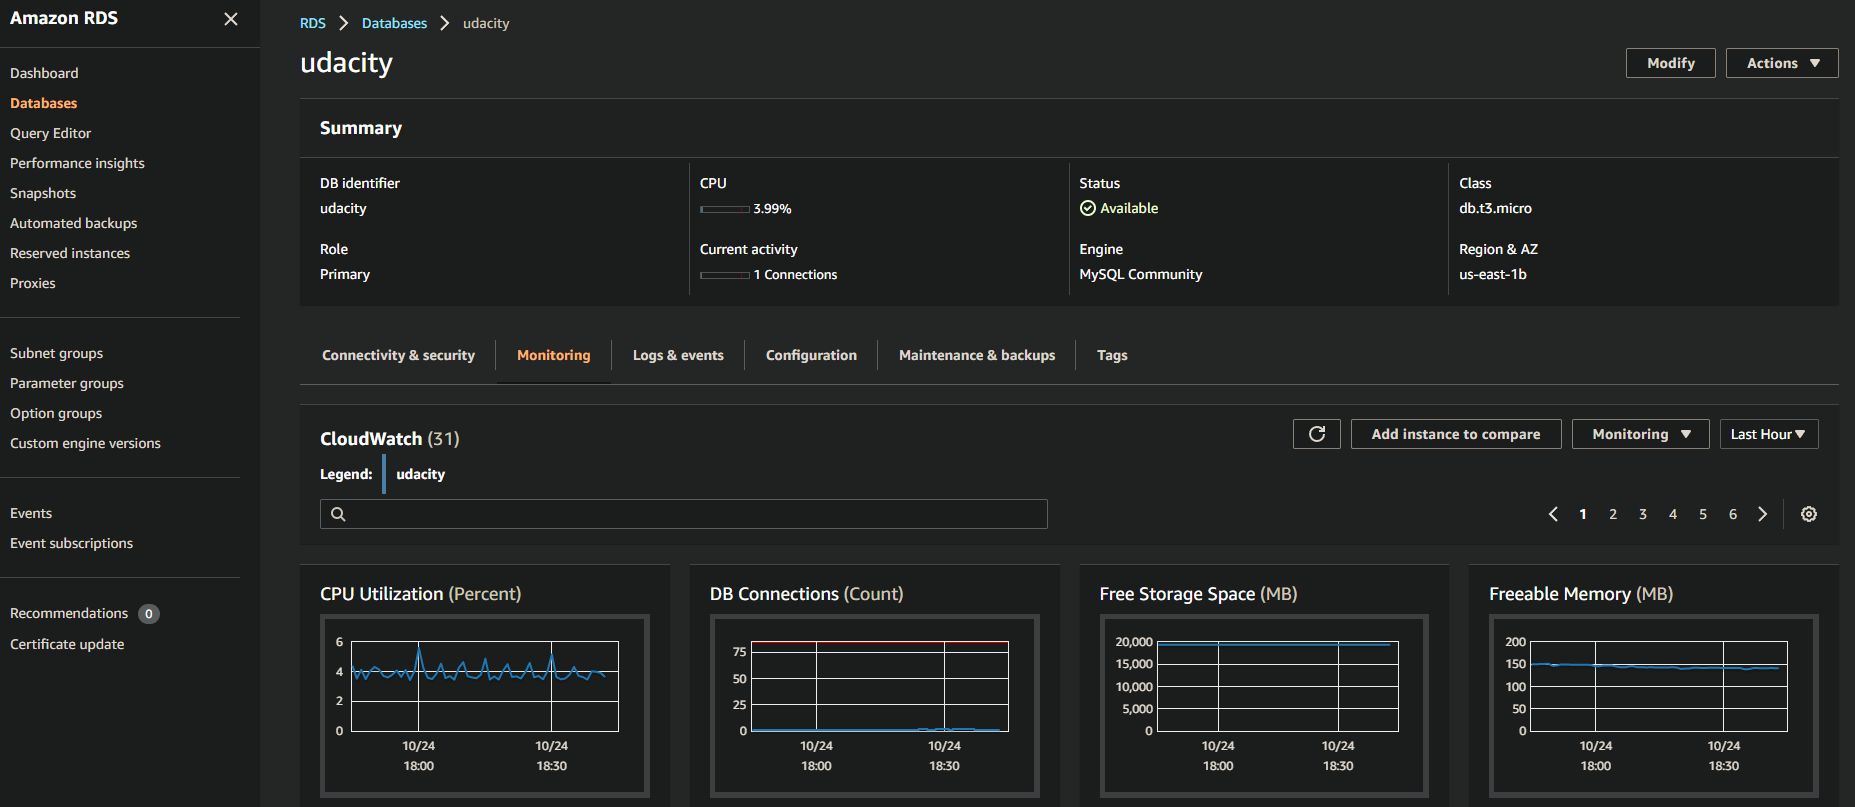 Amazon RDS
Dashboard
Databases
Query Editor
Performance insights
Snapshots
Automated backups
Reserved instances
Proxies
Subnet groups
Parameter groups
Option groups
Custom engine versions
Events
Event subscriptions
Recommendations 0
Certificate update
RDS > Databases > udacity
udacity
Modify
Actions
Summary
DB identifier
udacity
CPU
3.99%
Status
Available
Class
db.t3.micro
Role
Primary
Current activity
1 Connections
Engine
MySQL Community
Region & AZ
us-east-1b
Connectivity & security
Monitoring
Logs & events
Configuration
Maintenance & backups
Tags
CloudWatch (31)
Add instance to compare
Monitoring
Last Hour
Legend: udacity
1 2 3 4 5 6
CPU Utilization (Percent)
6
4
2
0
10/24
18:00
10/24
18:30
DB Connections (Count)
75
50
25
0
10/24
18:00
10/24
18:30
Free Storage Space (MB)
20,000
15,000
10,000
5,000
0
10/24
18:00
10/24
18:30
Freeable Memory (MB)
200
150
100
50
0
10/24
18:00
10/24
18:30